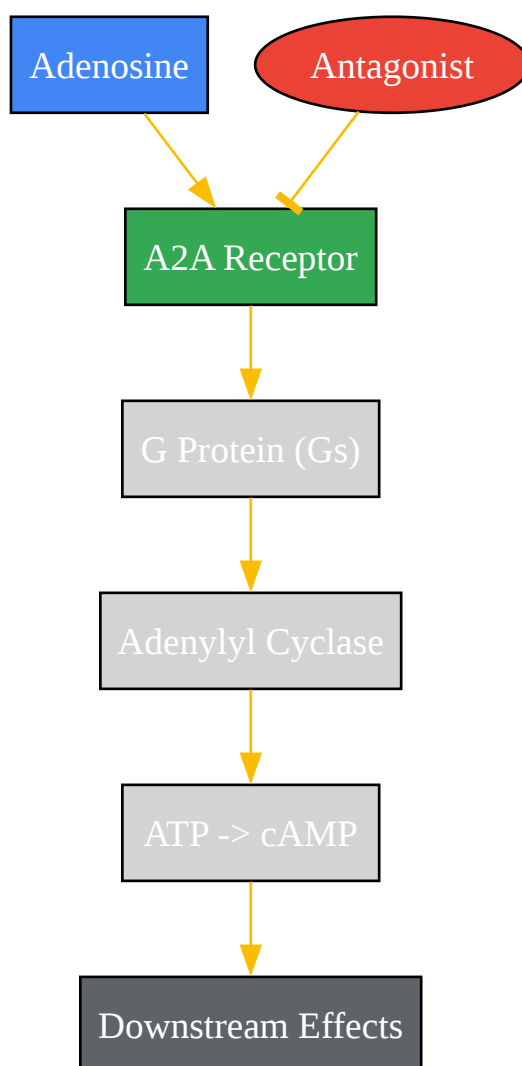 Adenosine
Antagonist
A2A Receptor
G Protein (Gs)
Adenylyl Cyclase
ATP -> cAMP
Downstream Effects